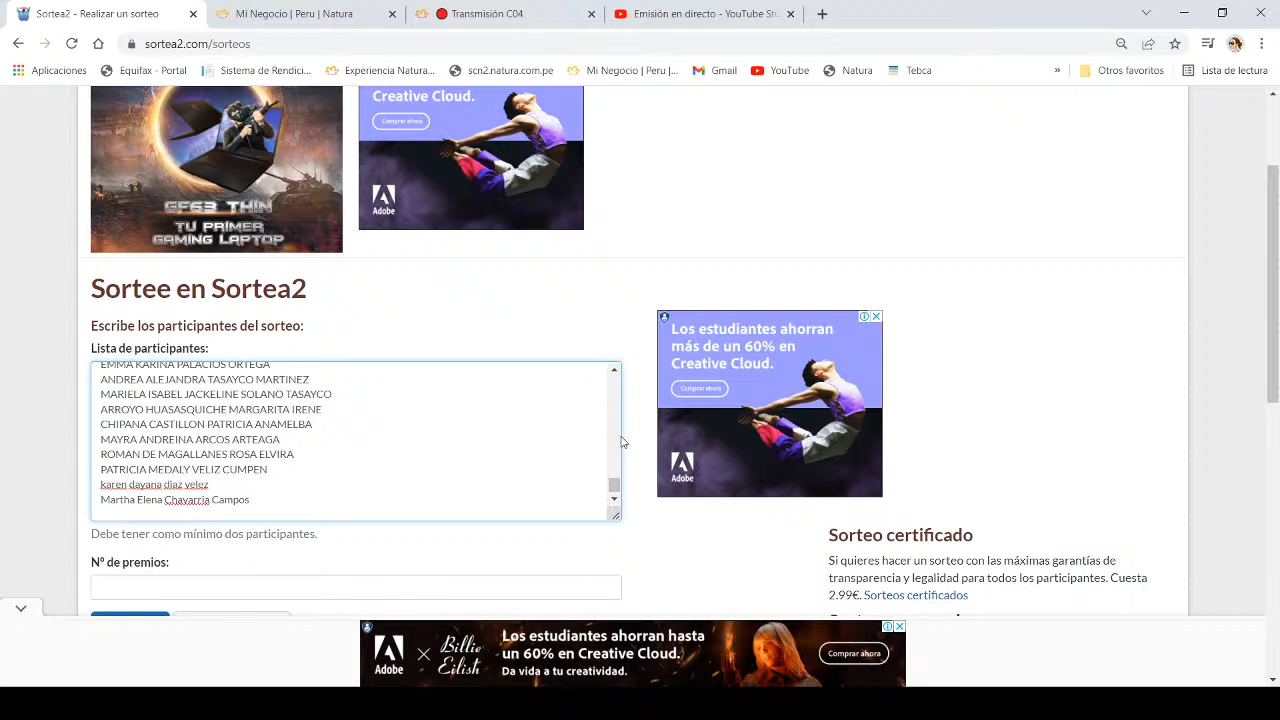 Sortea2 - Realizar un sorteo
Mi Negocio | Peru | Natura
Transmisión C04
Emisión en directo - YouTube Stu
sortea2.com/sorteos
Aplicaciones
Equifax - Portal
Sistema de Rendici...
Experiencia Natura...
scn2.natura.com.pe
Mi Negocio | Peru |...
Gmail
YouTube
Natura
Tebca
»
Otros favoritos
Lista de lectura
Creative Cloud.
Comprar ahora
Adobe
GF63 THIN
TU PRIMER
GAMING LAPTOP
Sortee en Sortea2
Escribe los participantes del sorteo:
Lista de participantes:
EMMA KARINA PALACIOS ORTEGA
ANDREA ALEJANDRA TASAYCO MARTINEZ
MARIELA ISABEL JACKELINE SOLANO TASAYCO
ARROYO HUASASQUICHE MARGARITA IRENE
CHIPANA CASTILLON PATRICIA ANAMELBA
MAYRA ANDREINA ARCOS ARTEAGA
ROMAN DE MAGALLANES ROSA ELVIRA
PATRICIA MEDALY VELIZ CUMPEN
karen dayana diaz velez
Martha Elena Chavarria Campos
Debe tener como mínimo dos participantes.
Nº de premios:
Los estudiantes ahorran
más de un 60% en
Creative Cloud.
Comprar ahora
Adobe
Sorteo certificado
Si quieres hacer un sorteo con las máximas garantías de
transparencia y legalidad para todos los participantes. Cuesta
2.99€. Sorteos certificados
Adobe
Billie
Eilish
Los estudiantes ahorran hasta
un 60% en Creative Cloud.
Da vida a tu creatividad.
Comprar ahora